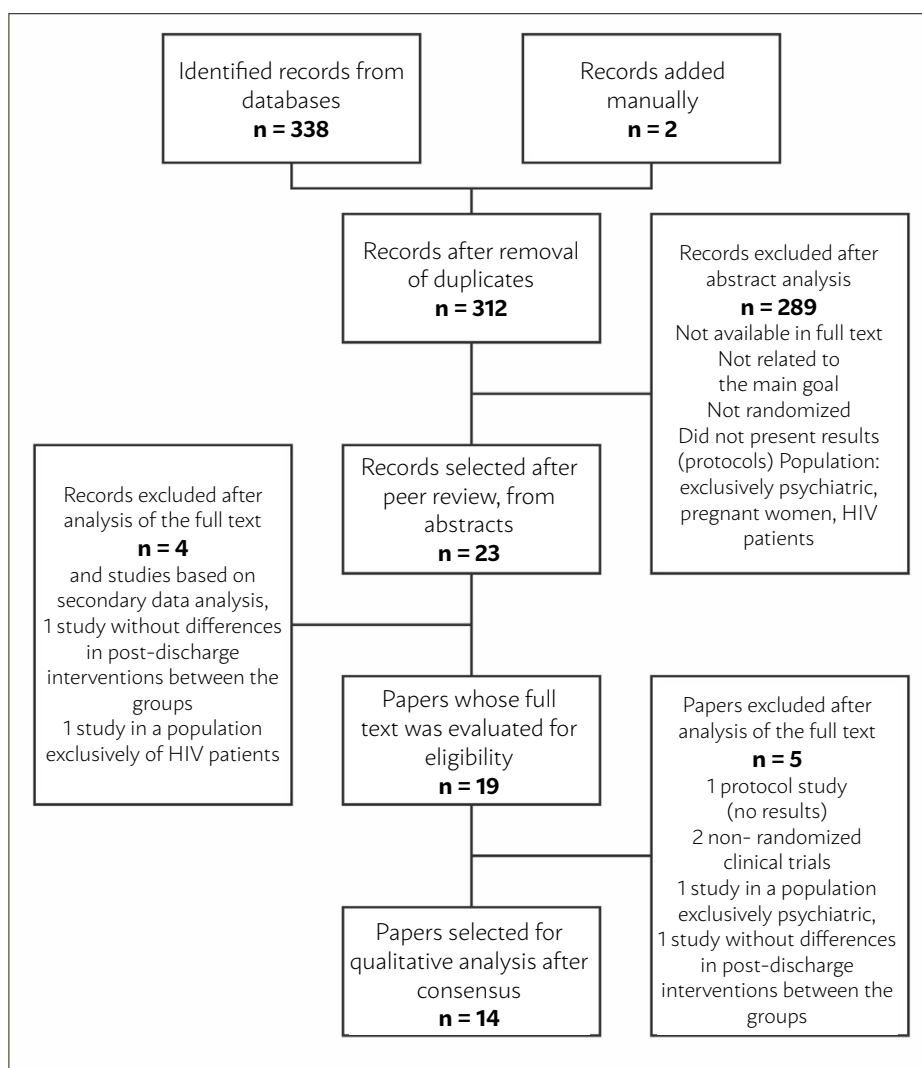 Identified records from
databases
n = 338
Records added
manually
n = 2
Records after removal
of duplicates
n = 312
Records excluded after
abstract analysis
n = 289
Not available in full text
Not related to
the main goal
Not randomized
Did not present results
(protocols) Population:
exclusively psychiatric,
pregnant women, HIV
patients
Records selected after
peer review, from
abstracts
n = 23
Records excluded after
analysis of the full text
n = 4
and studies based on
secondary data analysis,
1 study without differences
in post-discharge
interventions between the
groups
1 study in a population
exclusively of HIV patients
Papers whose full
text was evaluated for
eligibility
n = 19
Papers excluded after
analysis of the full text
n = 5
1 protocol study
(no results)
2 non- randomized
clinical trials
1 study in a population
exclusively psychiatric,
1 study without differences
in post-discharge
interventions between the
groups
Papers selected for
qualitative analysis after
consensus
n = 14